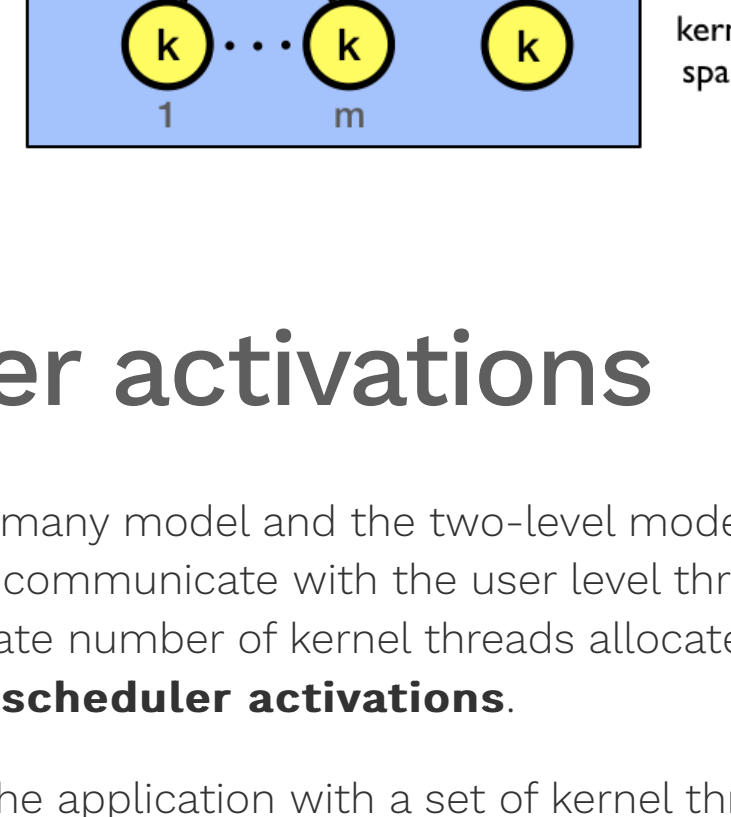 k . . . k k
1 m
er activations
many model and the two-level mode
communicate with the user level thr
ate number of kernel threads allocate
scheduler activations.
he application with a set of kernel thr